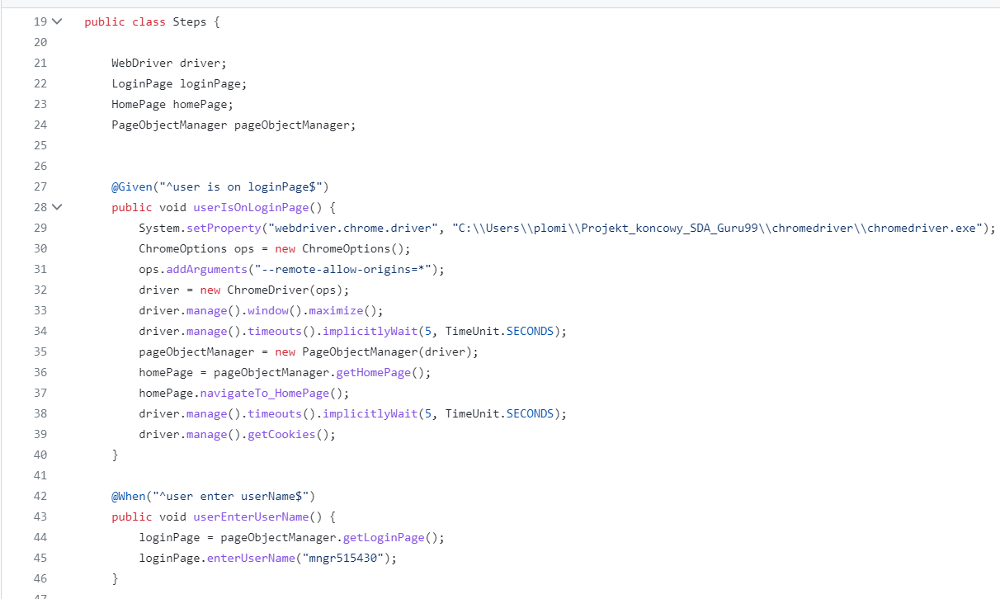 19 public class Steps {
20
21 WebDriver driver;
22 LoginPage loginPage;
23 HomePage homePage;
24 PageObjectManager pageObjectManager;
25
26
27 @Given("^user is on loginPage$")
28 public void userIsOnLoginPage() {
29 System.setProperty("webdriver.chrome.driver", "C:\\Users\\plomi\\Projekt_koncowy_SDA_Guru99\\chromedriver\\chromedriver.exe");
30 ChromeOptions ops = new ChromeOptions();
31 ops.addArguments("--remote-allow-origins=*");
32 driver = new ChromeDriver(ops);
33 driver.manage().window().maximize();
34 driver.manage().timeouts().implicitlyWait(5, TimeUnit.SECONDS);
35 pageObjectManager = new PageObjectManager(driver);
36 homePage = pageObjectManager.getHomePage();
37 homePage.navigateTo_HomePage();
38 driver.manage().timeouts().implicitlyWait(5, TimeUnit.SECONDS);
39 driver.manage().getCookies();
40 }
41
42 @When("^user enter userName$")
43 public void userEnterUserName() {
44 loginPage = pageObjectManager.getLoginPage();
45 loginPage.enterUserName("mngr515430");
46 }
47